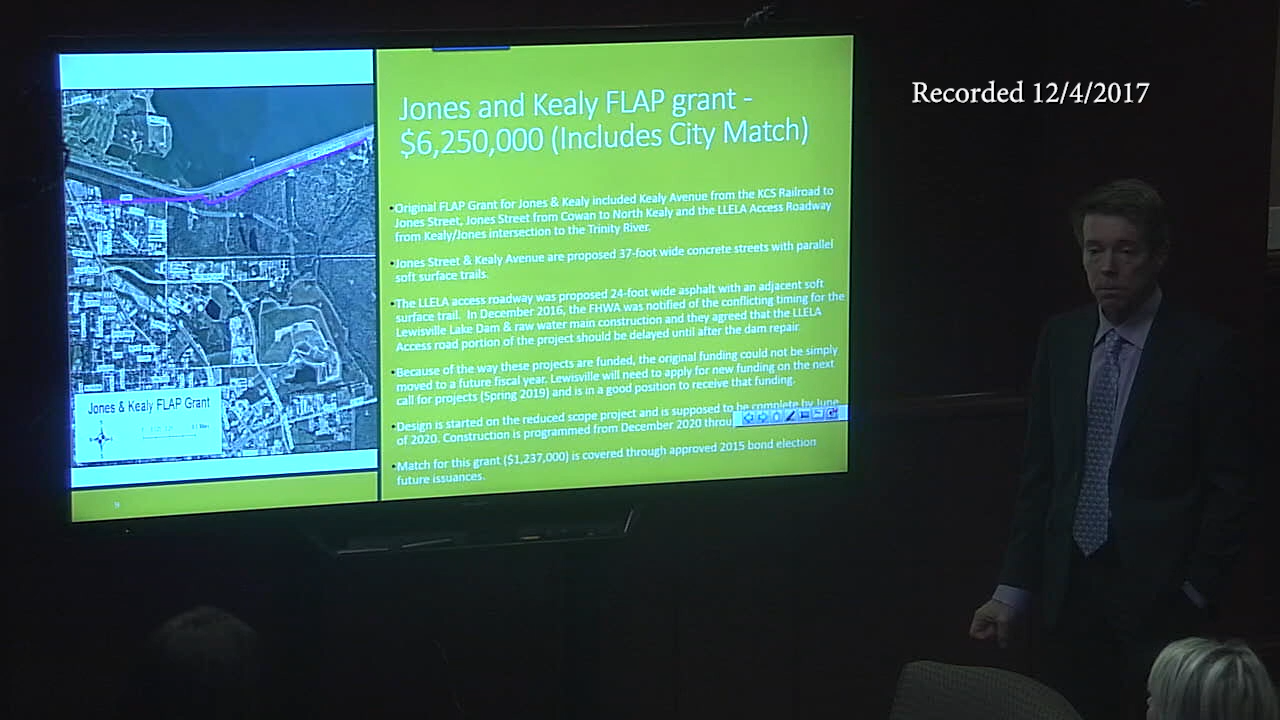 Recorded 12/4/2017
Jones and Kealy FLAP grant -
$6,250,000 (Includes City Match)
•Original FLAP Grant for Jones & Kealy included Kealy Avenue from the KCS Railroad to
Jones Street, Jones Street from Cowan to North Kealy and the LLELA Access Roadway
from Kealy/Jones intersection to the Trinity River.
•Jones Street & Kealy Avenue are proposed 37-foot wide concrete streets with parallel
soft surface trails.
•The LLELA access roadway was proposed 24-foot wide asphalt with an adjacent soft
surface trail. In December 2016, the FHWA was notified of the conflicting timing for the
Lewisville Lake Dam & raw water main construction and they agreed that the LLELA
Access road portion of the project should be delayed until after the dam repair.
•Because of the way these projects are funded, the original funding could not be simply
moved to a future fiscal year. Lewisville will need to apply for new funding on the next
call for projects (Spring 2019) and is in a good position to receive that funding.
•Design is started on the reduced scope project and is supposed to be complete by June
of 2020. Construction is programmed from December 2020 throu
•Match for this grant ($1,237,000) is covered through approved 2015 bond election
future issuances.
Jones & Kealy FLAP Grant
9